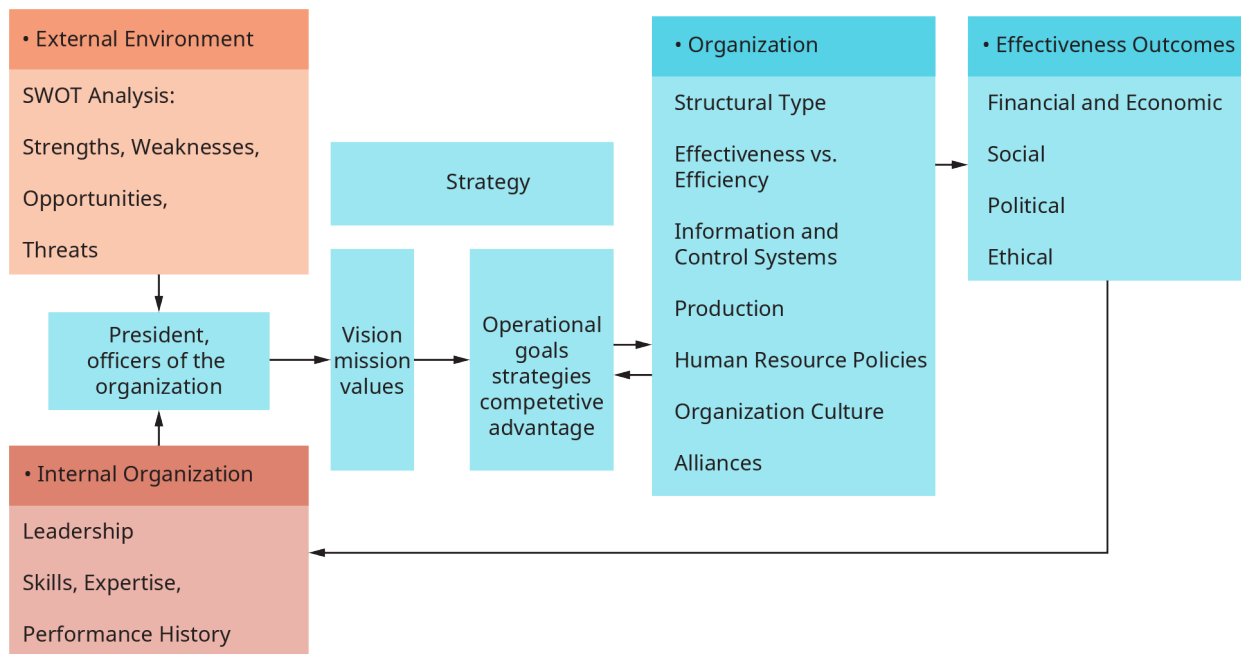 • External Environment
SWOT Analysis:
Strengths, Weaknesses,
Opportunities,
Threats
President,
officers of the
organization
• Internal Organization
Leadership
Skills, Expertise,
Performance History
Strategy
Vision
mission
values
Operational
goals
strategies
competetive
advantage
• Organization
Structural Type
Effectiveness vs.
Efficiency
Information and
Control Systems
Production
Human Resource Policies
Organization Culture
Alliances
• Effectiveness Outcomes
Financial and Economic
Social
Political
Ethical